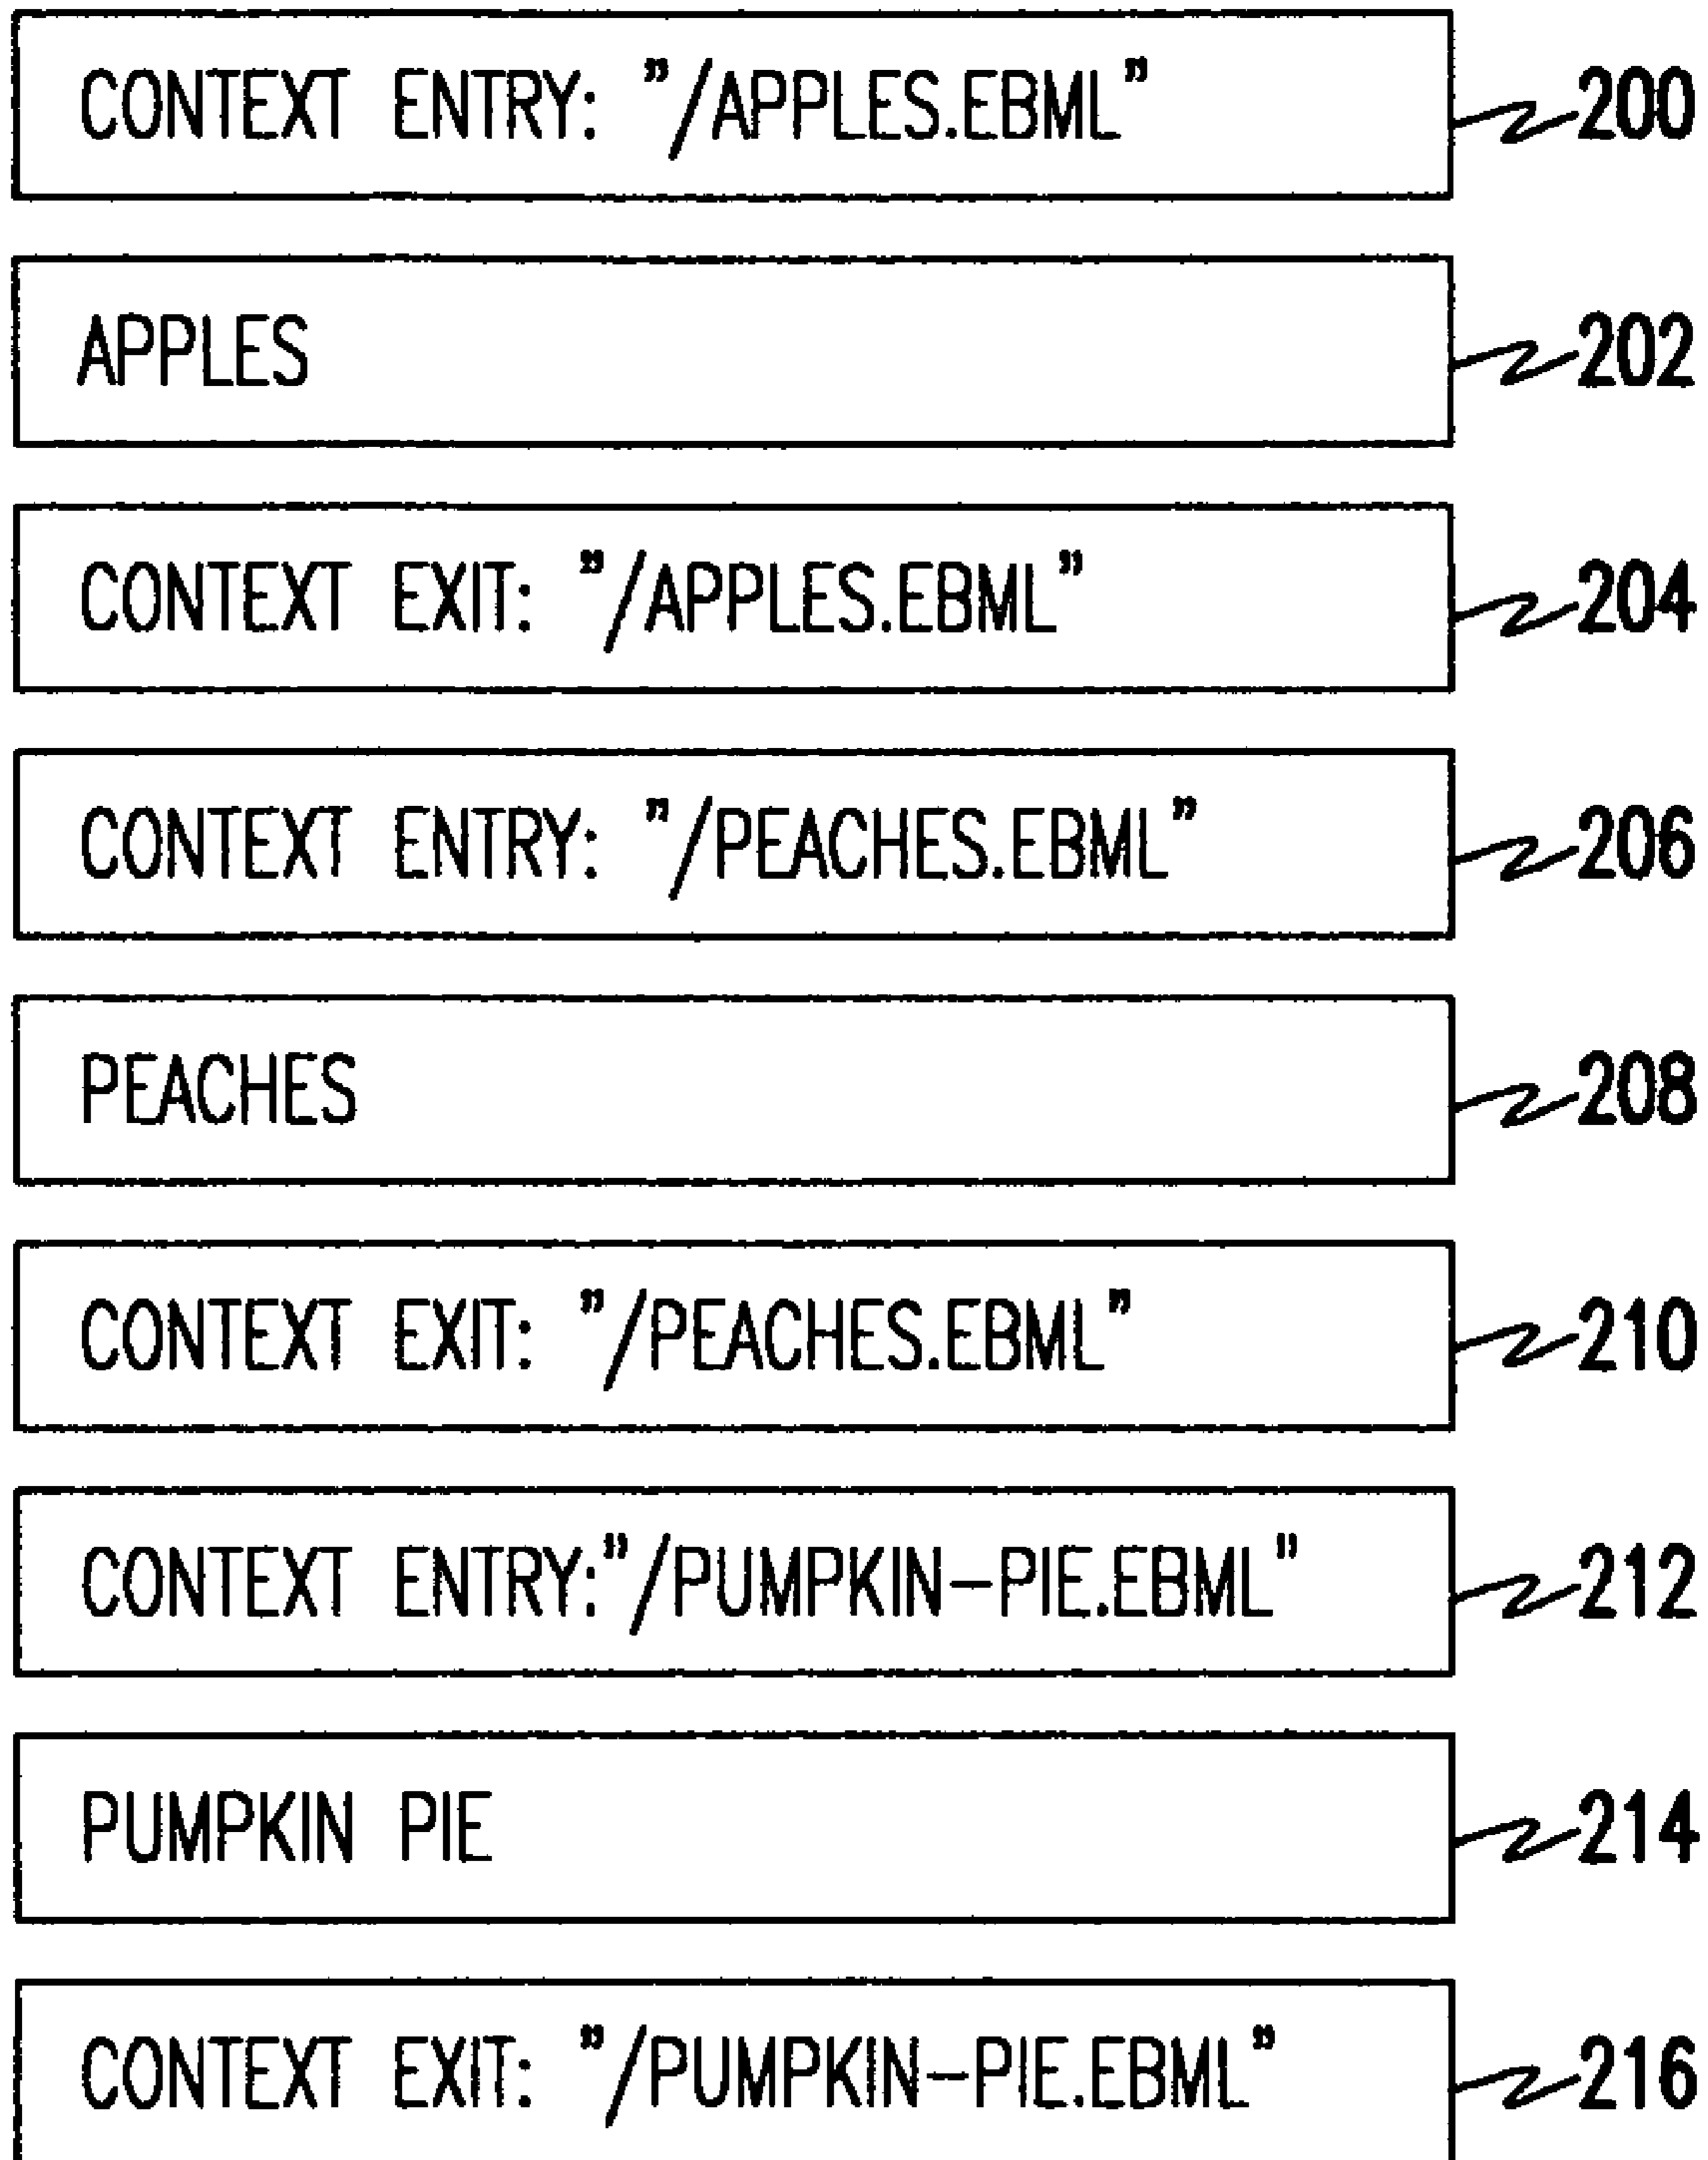 CONTEXT ENTRY: "/APPLES.EBML" 200
APPLES 202
CONTEXT EXIT: "/APPLES.EBML" 204
CONTEXT ENTRY: "/PEACHES.EBML" 206
PEACHES 208
CONTEXT EXIT: "/PEACHES.EBML" 210
CONTEXT ENTRY:"/PUMPKIN-PIE.EBML" 212
PUMPKIN PIE 214
CONTEXT EXIT: "/PUMPKIN-PIE.EBML" 216